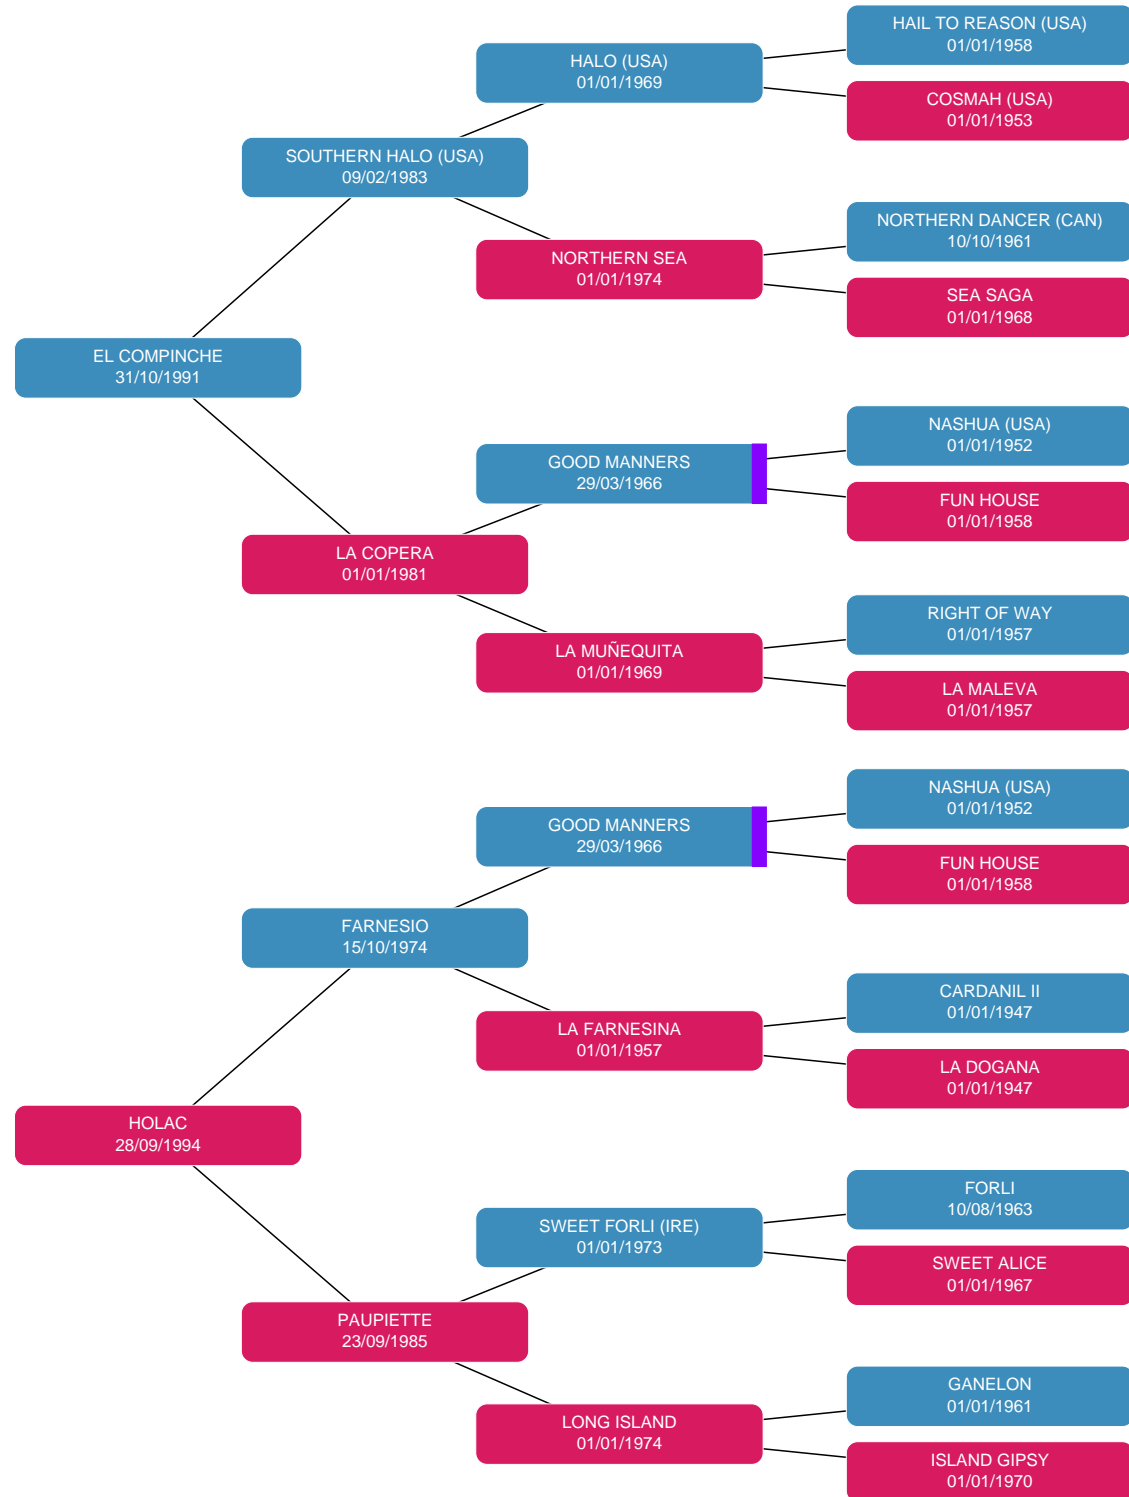 HAIL TO REASON (USA)
01/01/1958
HALO (USA)
01/01/1969
COSMAH (USA)
01/01/1953
SOUTHERN HALO (USA)
09/02/1983
NORTHERN DANCER (CAN)
10/10/1961
NORTHERN SEA
01/01/1974
SEA SAGA
01/01/1968
EL COMPINCHE
31/10/1991
NASHUA (USA)
01/01/1952
GOOD MANNERS
29/03/1966
FUN HOUSE
01/01/1958
LA COPERA
01/01/1981
RIGHT OF WAY
01/01/1957
LA MUÑEQUITA
01/01/1969
LA MALEVA
01/01/1957
NASHUA (USA)
01/01/1952
GOOD MANNERS
29/03/1966
FUN HOUSE
01/01/1958
FARNESIO
15/10/1974
CARDANIL II
01/01/1947
LA FARNESINA
01/01/1957
LA DOGANA
01/01/1947
HOLAC
28/09/1994
FORLI
10/08/1963
SWEET FORLI (IRE)
01/01/1973
SWEET ALICE
01/01/1967
PAUPIETTE
23/09/1985
GANELON
01/01/1961
LONG ISLAND
01/01/1974
ISLAND GIPSY
01/01/1970